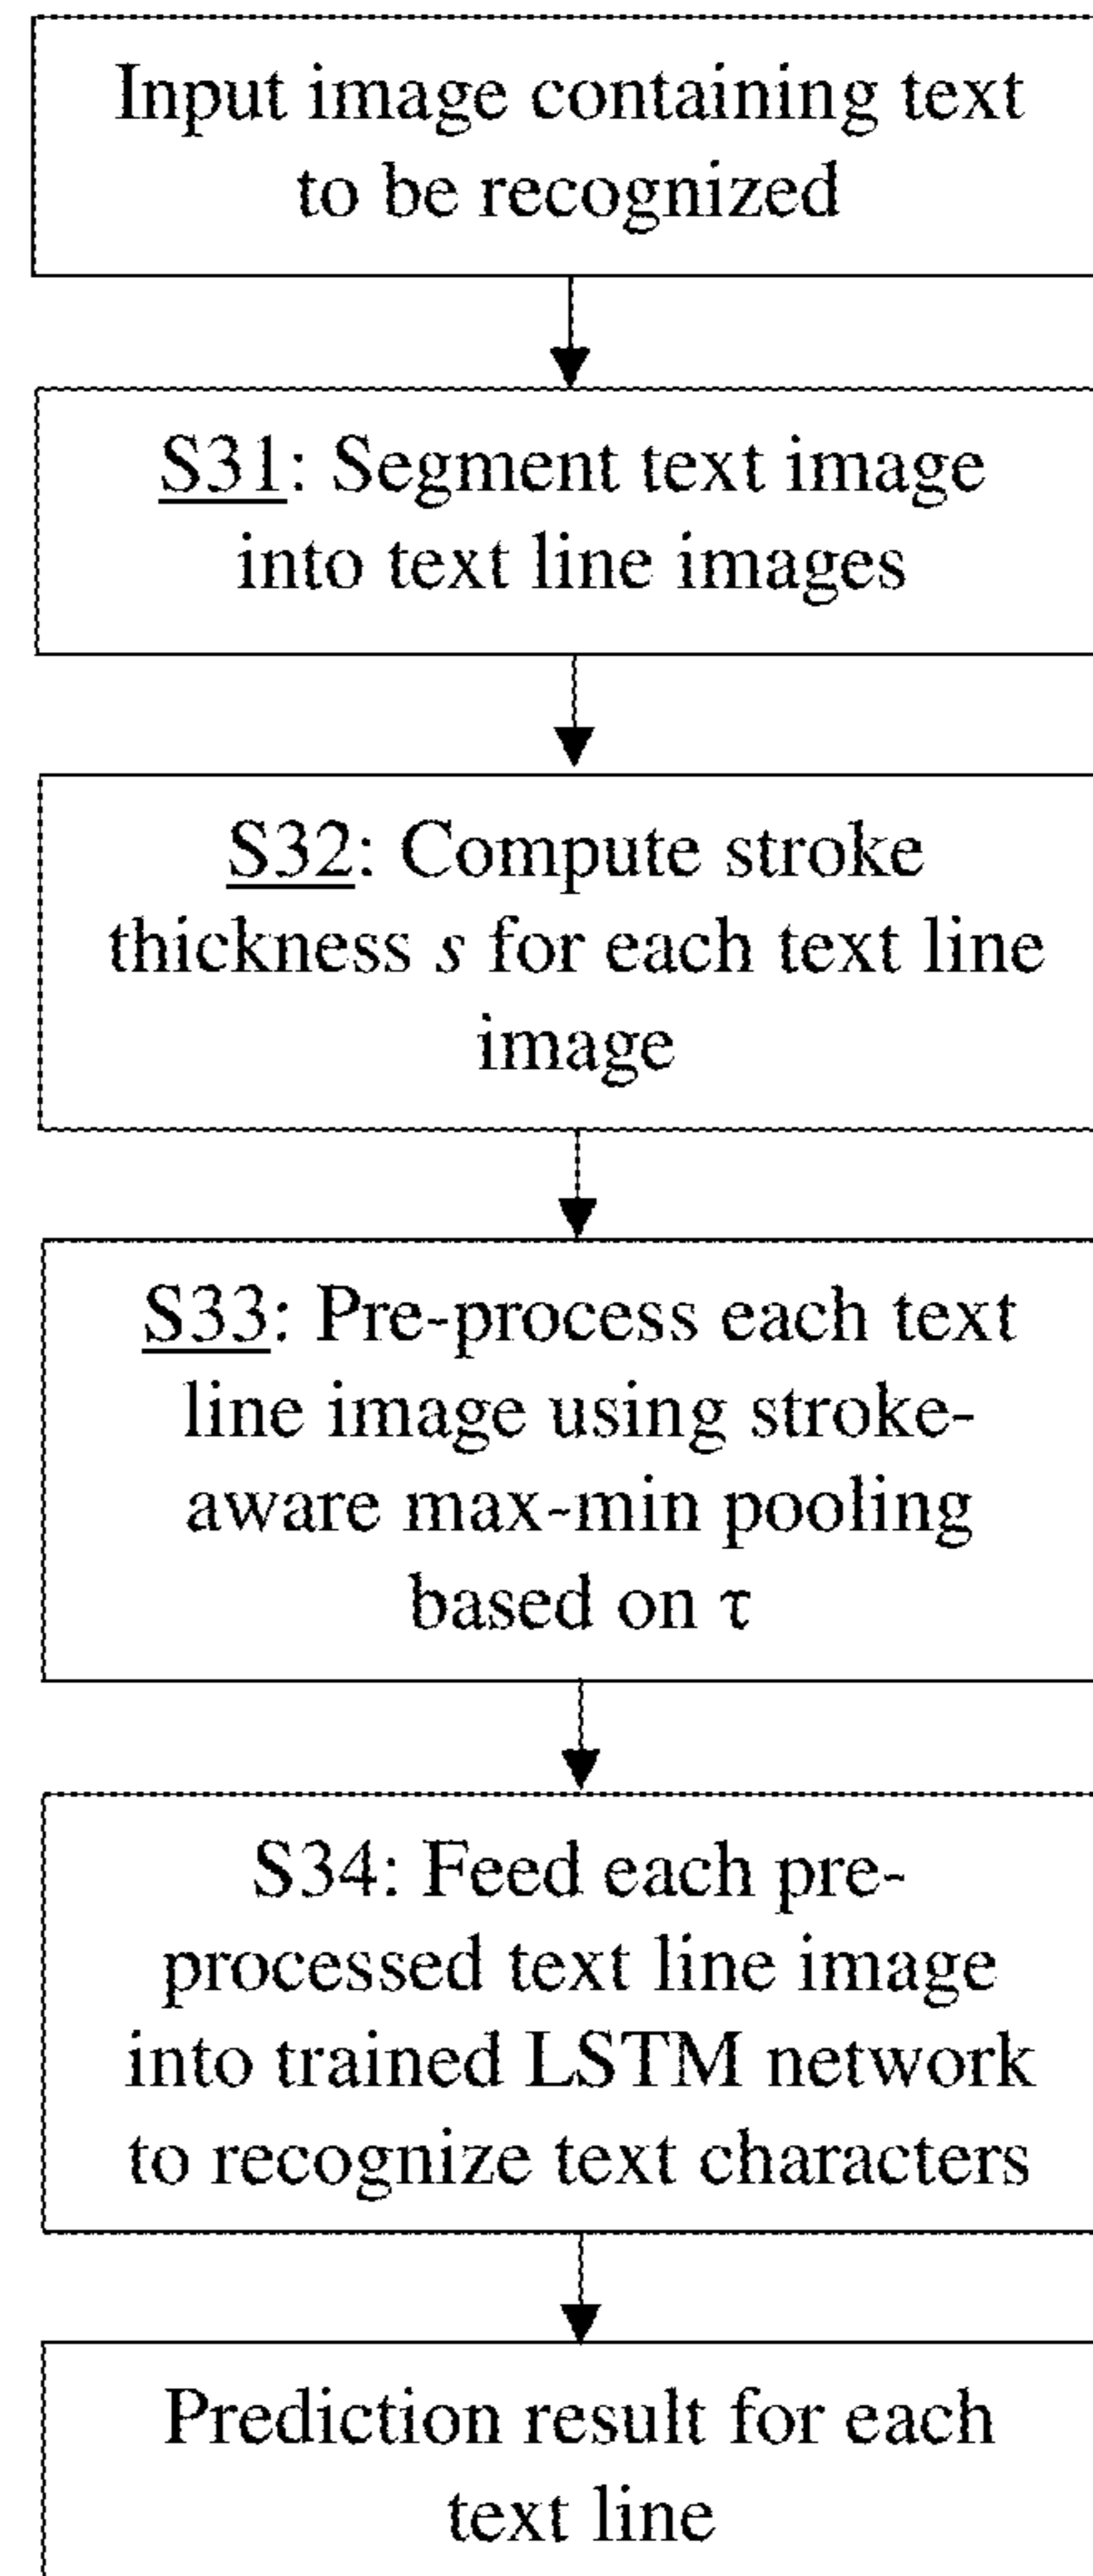 Input image containing text
to be recognized
S31: Segment text image
into text line images
S32: Compute stroke
thickness s for each text line
image
S33: Pre-process each text
line image using stroke-
aware max-min pooling
based on τ
S34: Feed each pre-
processed text line image
into trained LSTM network
to recognize text characters
Prediction result for each
text line